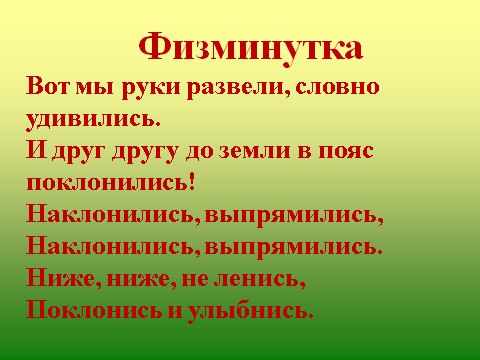 Физминутка
Вот мы руки развели, словно
удивились.
И друг другу до земли в пояс
поклонились!
Наклонились, выпрямились,
Наклонились, выпрямились.
Ниже, ниже, не ленись,
Поклонись и улыбнись.